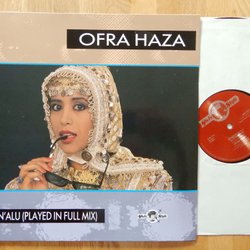 OFRA HAZA
N'ALU (PLAYED IN FULL MIX)